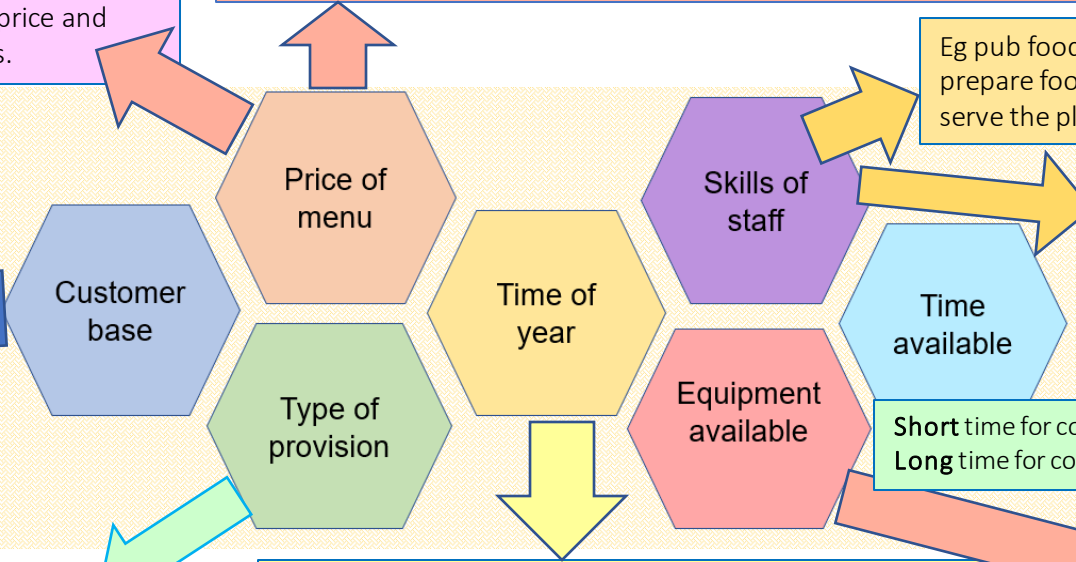 price and
s.
Eg pub food
prepare foo
serve the pl
Price of
menu
Skills of
staff
Customer
base
Time of
year
Time
available
Type of
provision
Equipment
available
Short time for co
Long time for co